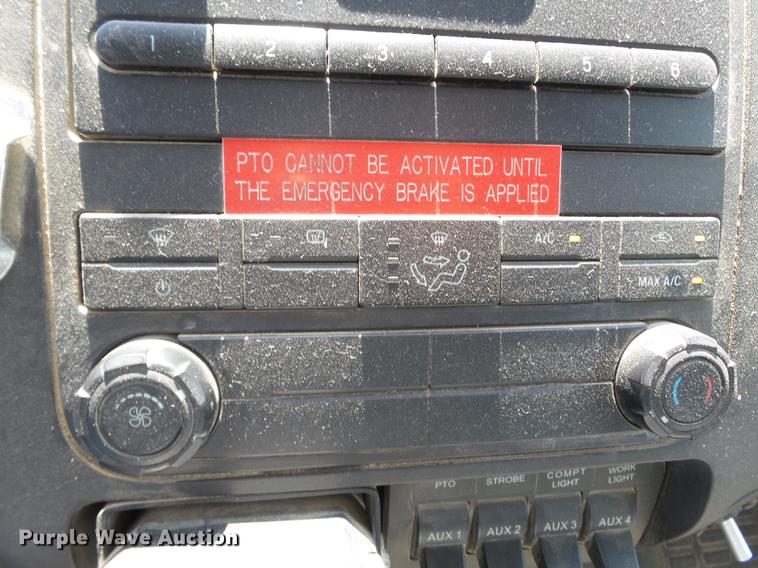 1 2 3 4 5 6
PTO CANNOT BE ACTIVATED UNTIL
THE EMERGENCY BRAKE IS APPLIED
A/C
MAX A/C
PTO STROBE COMPT LIGHT WORK LIGHT
AUX 1 AUX 2 AUX 3 AUX 4
Purple Wave Auction